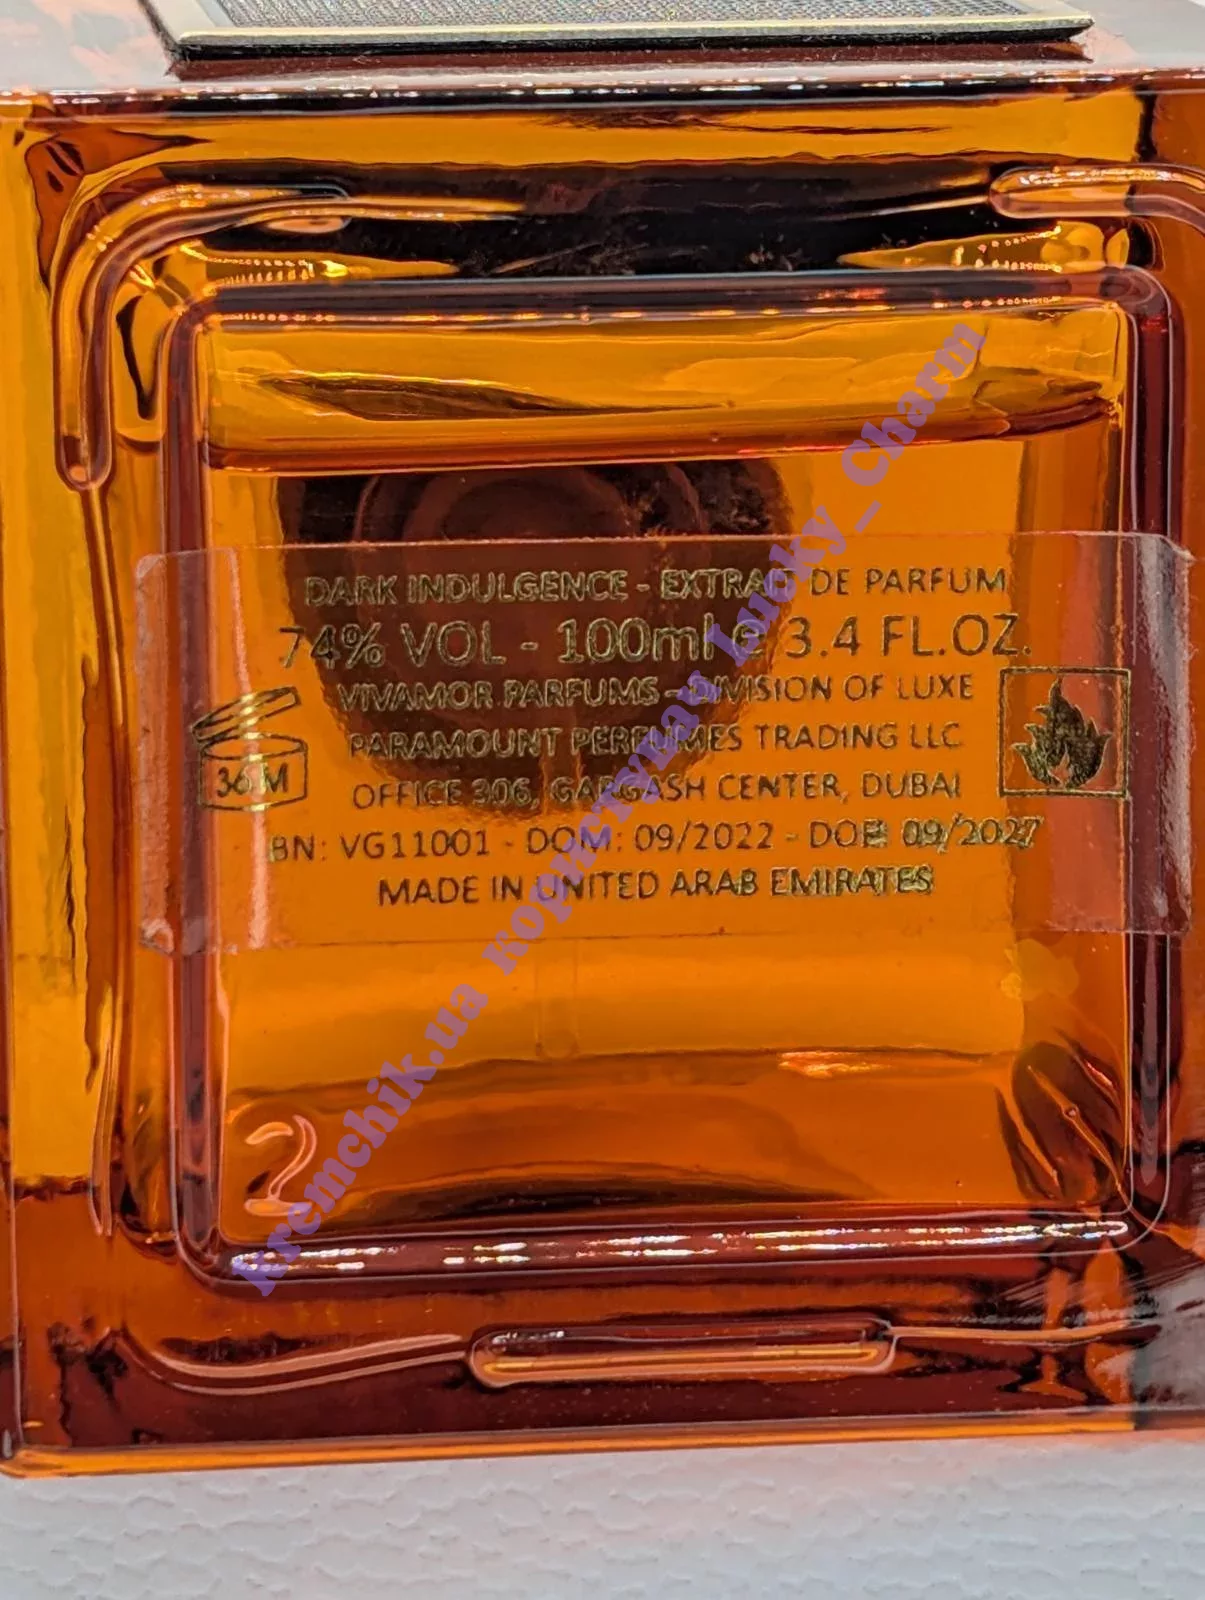 DARK INDULGENCE - EXTRAIT DE PARFUM
74% VOL - 100ml e 3.4 FL.OZ.
VIVAMOR PARFUMS - DIVISION OF LUXE
PARAMOUNT PERFUMES TRADING LLC
OFFICE 306, GARGASH CENTER, DUBAI
BN: VG11001 - DOM: 09/2022 - DOE: 09/2027
MADE IN UNITED ARAB EMIRATES
36 M
2
kremchik.ua користувач Lucky_Charm